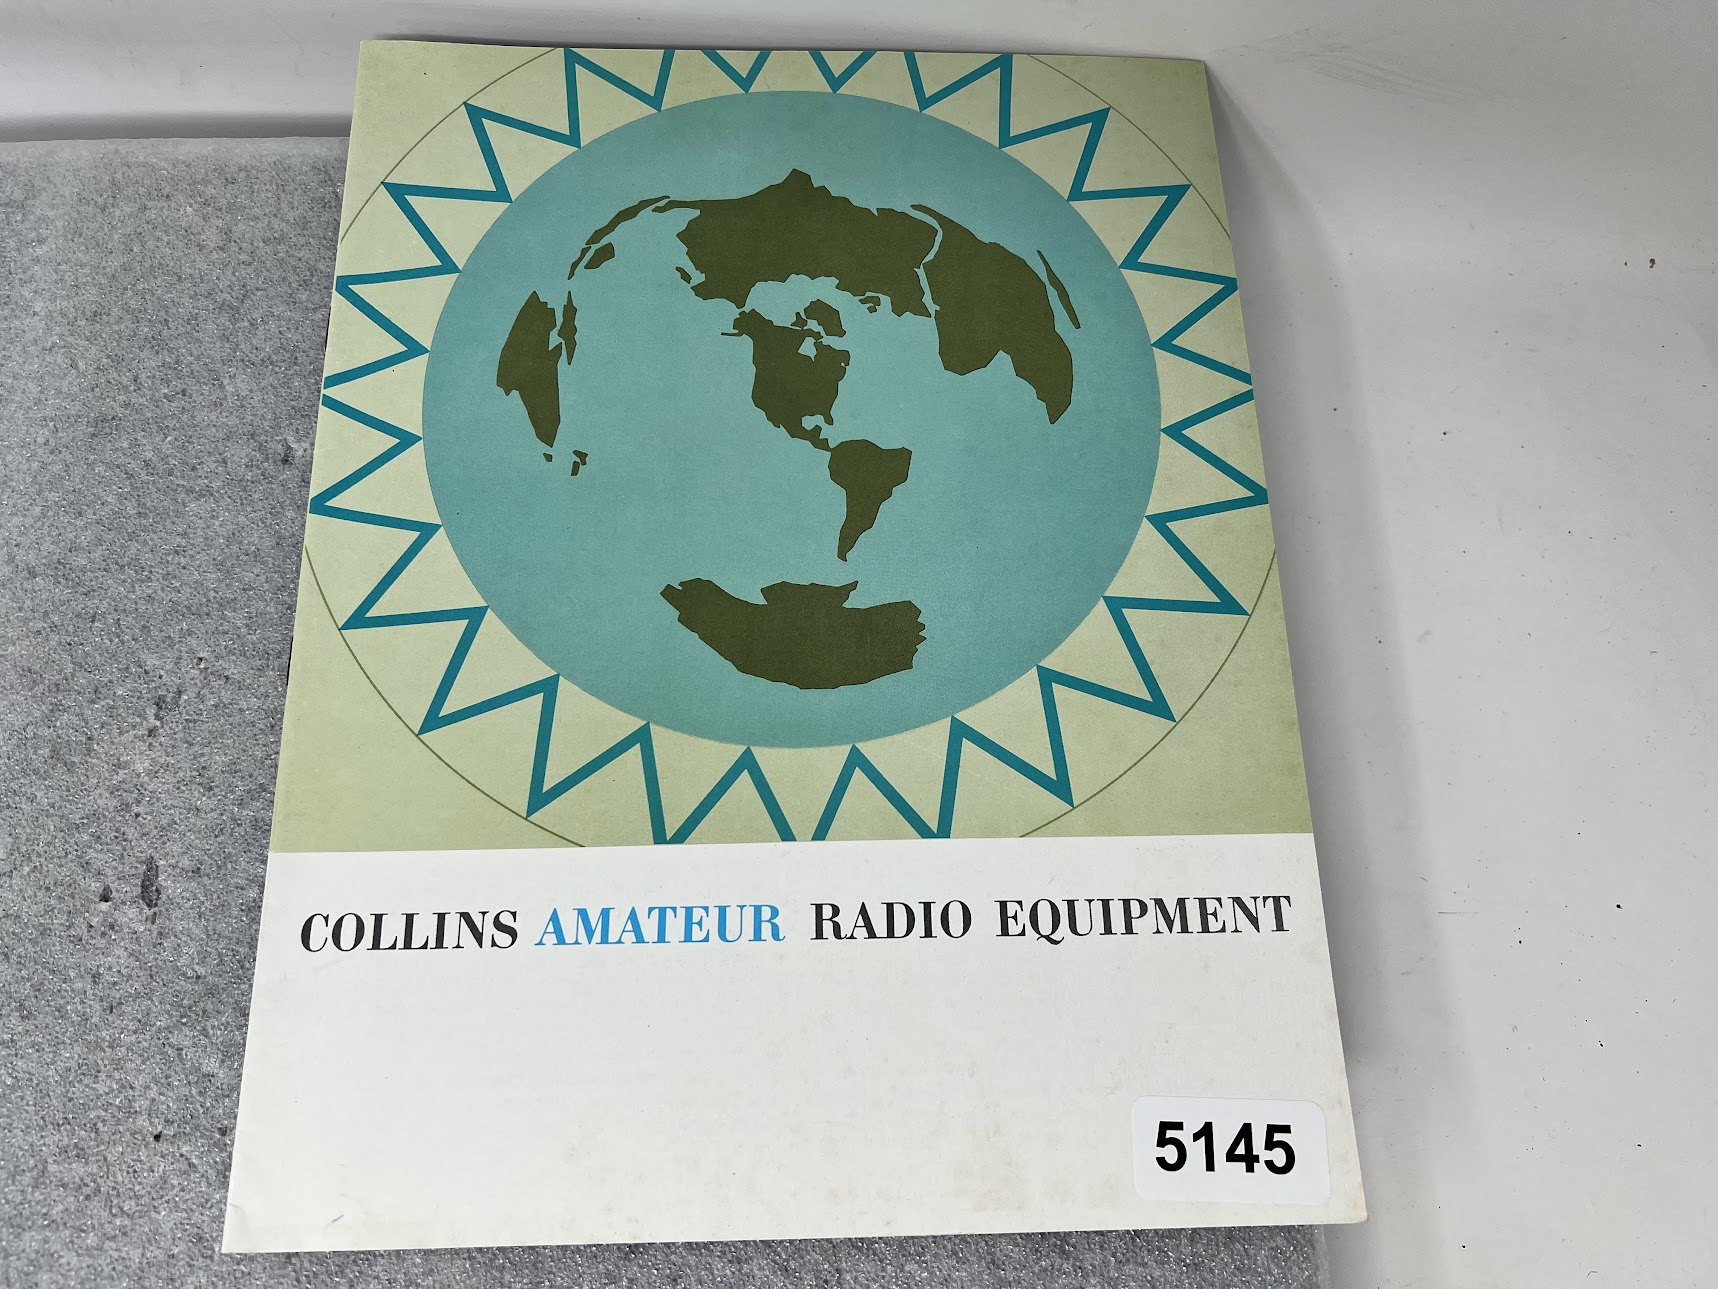 COLLINS AMATEUR RADIO EQUIPMENT
5145